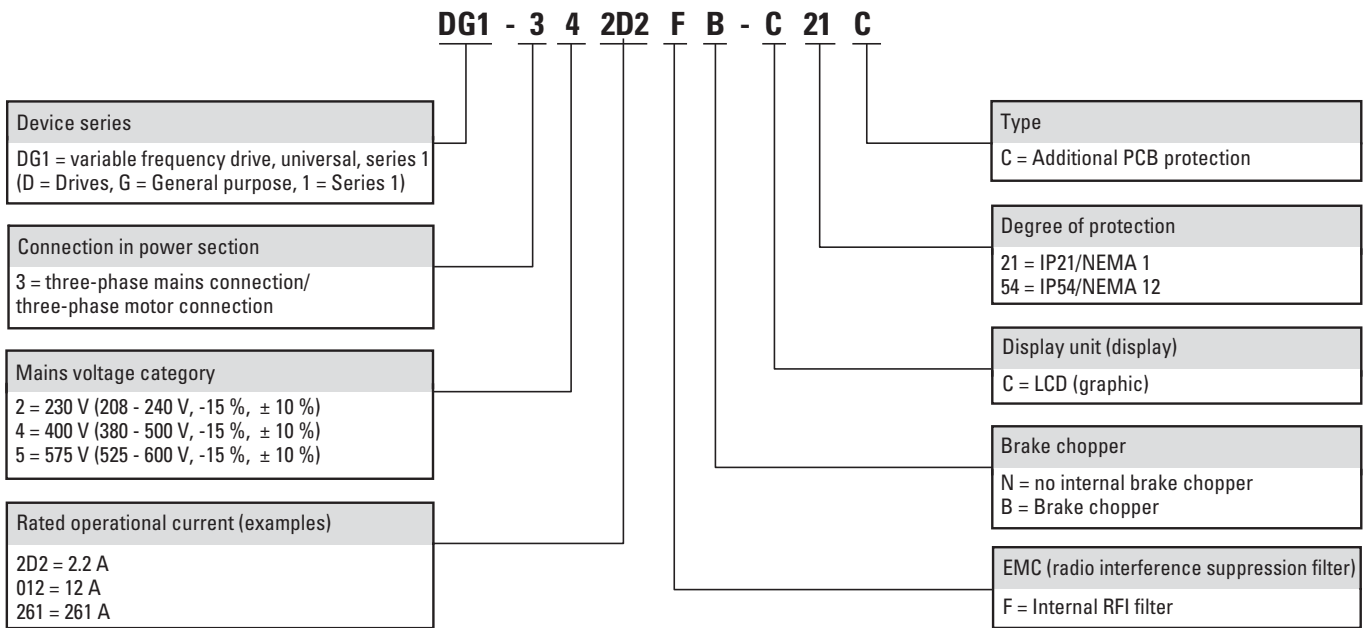 DG1 - 3 4 2D2 F B - C 21 C
Device series
DG1 = variable frequency drive, universal, series 1
(D = Drives, G = General purpose, 1 = Series 1)
Connection in power section
3 = three-phase mains connection/
three-phase motor connection
Mains voltage category
2 = 230 V (208 - 240 V, -15 %, ± 10 %)
4 = 400 V (380 - 500 V, -15 %, ± 10 %)
5 = 575 V (525 - 600 V, -15 %, ± 10 %)
Rated operational current (examples)
2D2 = 2.2 A
012 = 12 A
261 = 261 A
Type
C = Additional PCB protection
Degree of protection
21 = IP21/NEMA 1
54 = IP54/NEMA 12
Display unit (display)
C = LCD (graphic)
Brake chopper
N = no internal brake chopper
B = Brake chopper
EMC (radio interference suppression filter)
F = Internal RFI filter